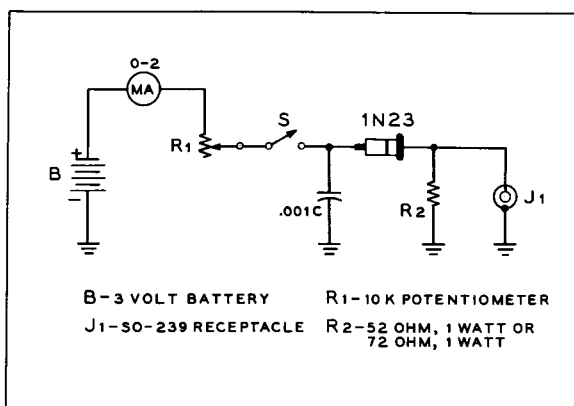 0-2
MA
S
1N23
R1
+
B
-
.001C
R2
J1
B-3 VOLT BATTERY
R1-10K POTENTIOMETER
J1-SO-239 RECEPTACLE
R2-52 OHM, 1 WATT OR
72 OHM, 1 WATT